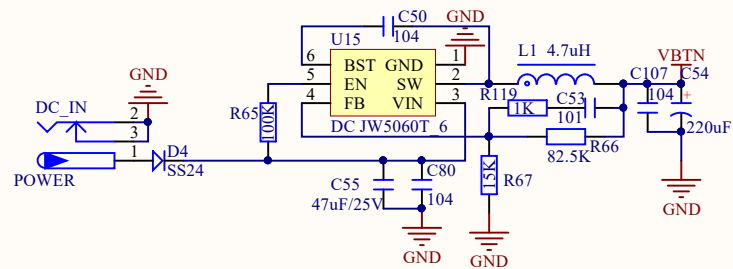 C50
104
GND
U15
L1 4.7uH
VBTN
6
BST
GND
1
5
EN
SW
2
4
FB
VIN
3
DC JW5060T_6
GND
DC_IN
2
3
1
POWER
D4
SS24
R65
100K
R119
1K
C53
101
C107
104
C54
+
220uF
R66
82.5K
15K
R67
C55
47uF/25V
C80
104
GND
GND
GND